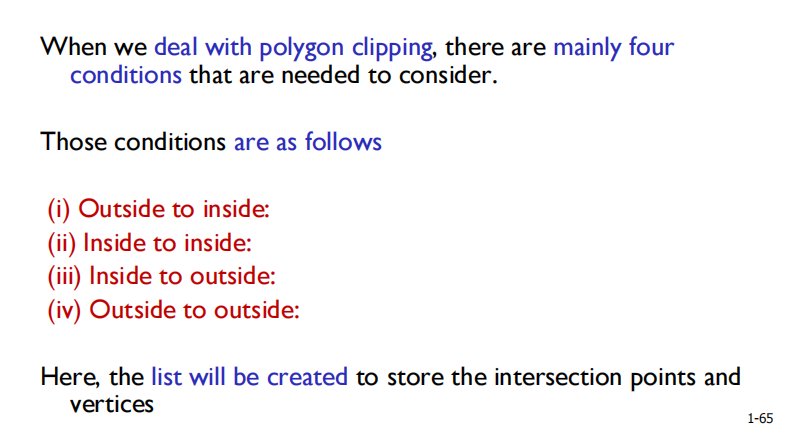 When we deal with polygon clipping, there are mainly four
conditions that are needed to consider.
Those conditions are as follows
(i) Outside to inside:
(ii) Inside to inside:
(iii) Inside to outside:
(iv) Outside to outside:
Here, the list will be created to store the intersection points and
vertices
1-65